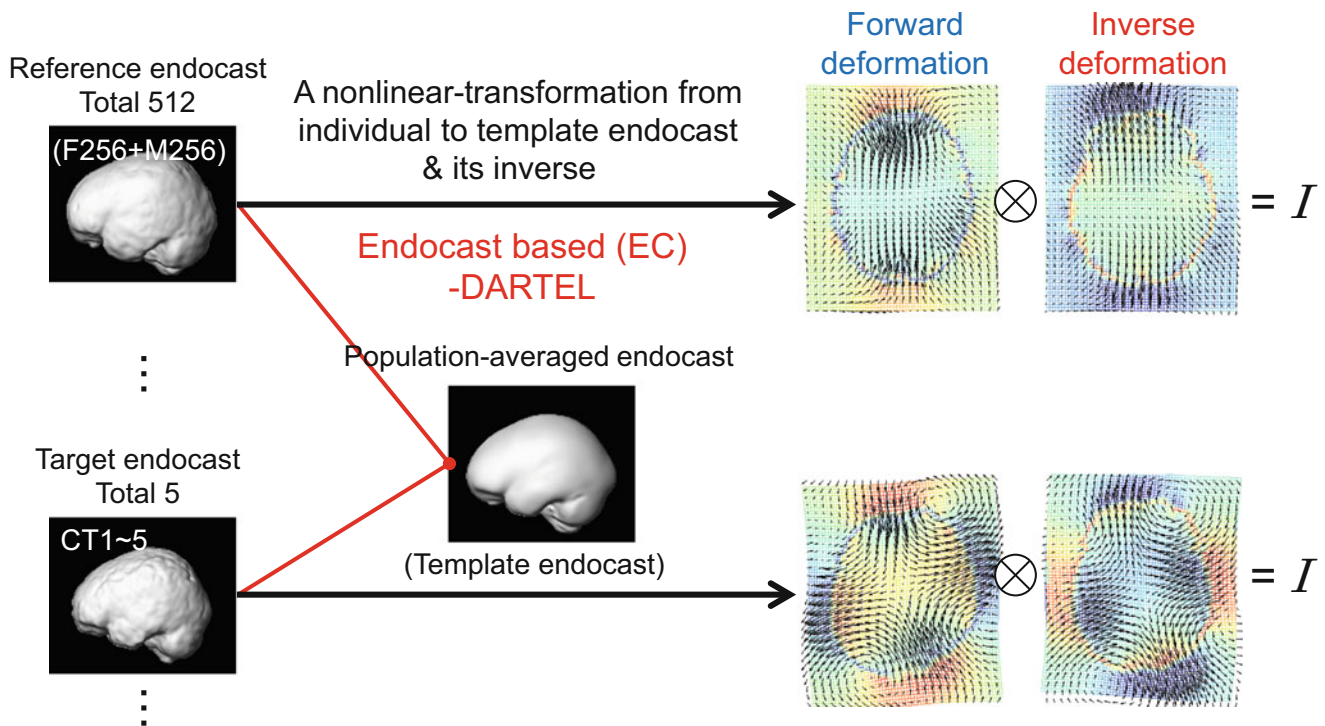 Forward
deformation
Inverse
deformation
Reference endocast
Total 512
(F256+M256)
A nonlinear-transformation from
individual to template endocast
& its inverse
= I
Endocast based (EC)
-DARTEL
⋮
Population-averaged endocast
Target endocast
Total 5
CT1~5
(Template endocast)
= I
⋮